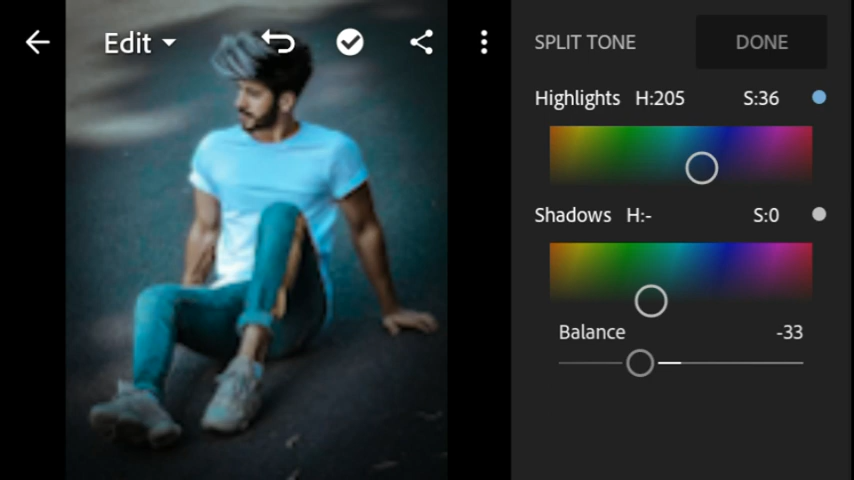 Edit
SPLIT TONE
DONE
Highlights H:205 S:36
Shadows H:- S:0
Balance -33